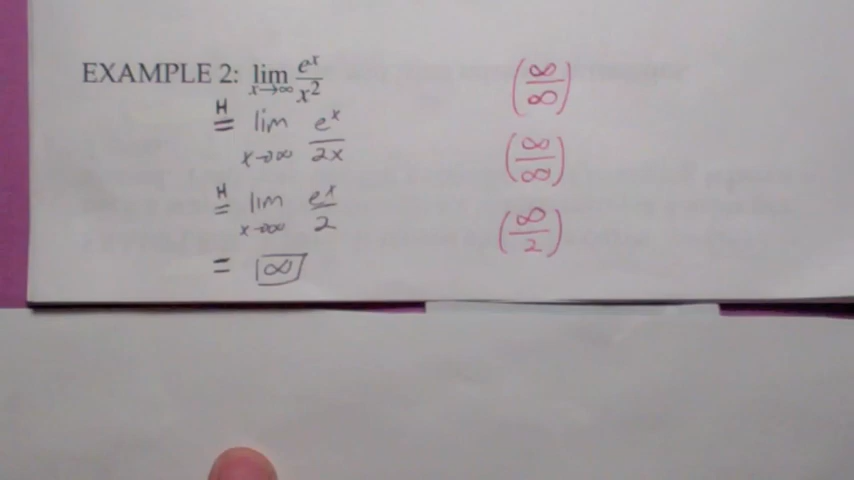 EXAMPLE 2: lim x→∞ e^x/x^2 (∞/∞)
H= lim x→∞ e^x/2x (∞/∞)
H= lim x→∞ e^x/2 (∞/2)
= ∞